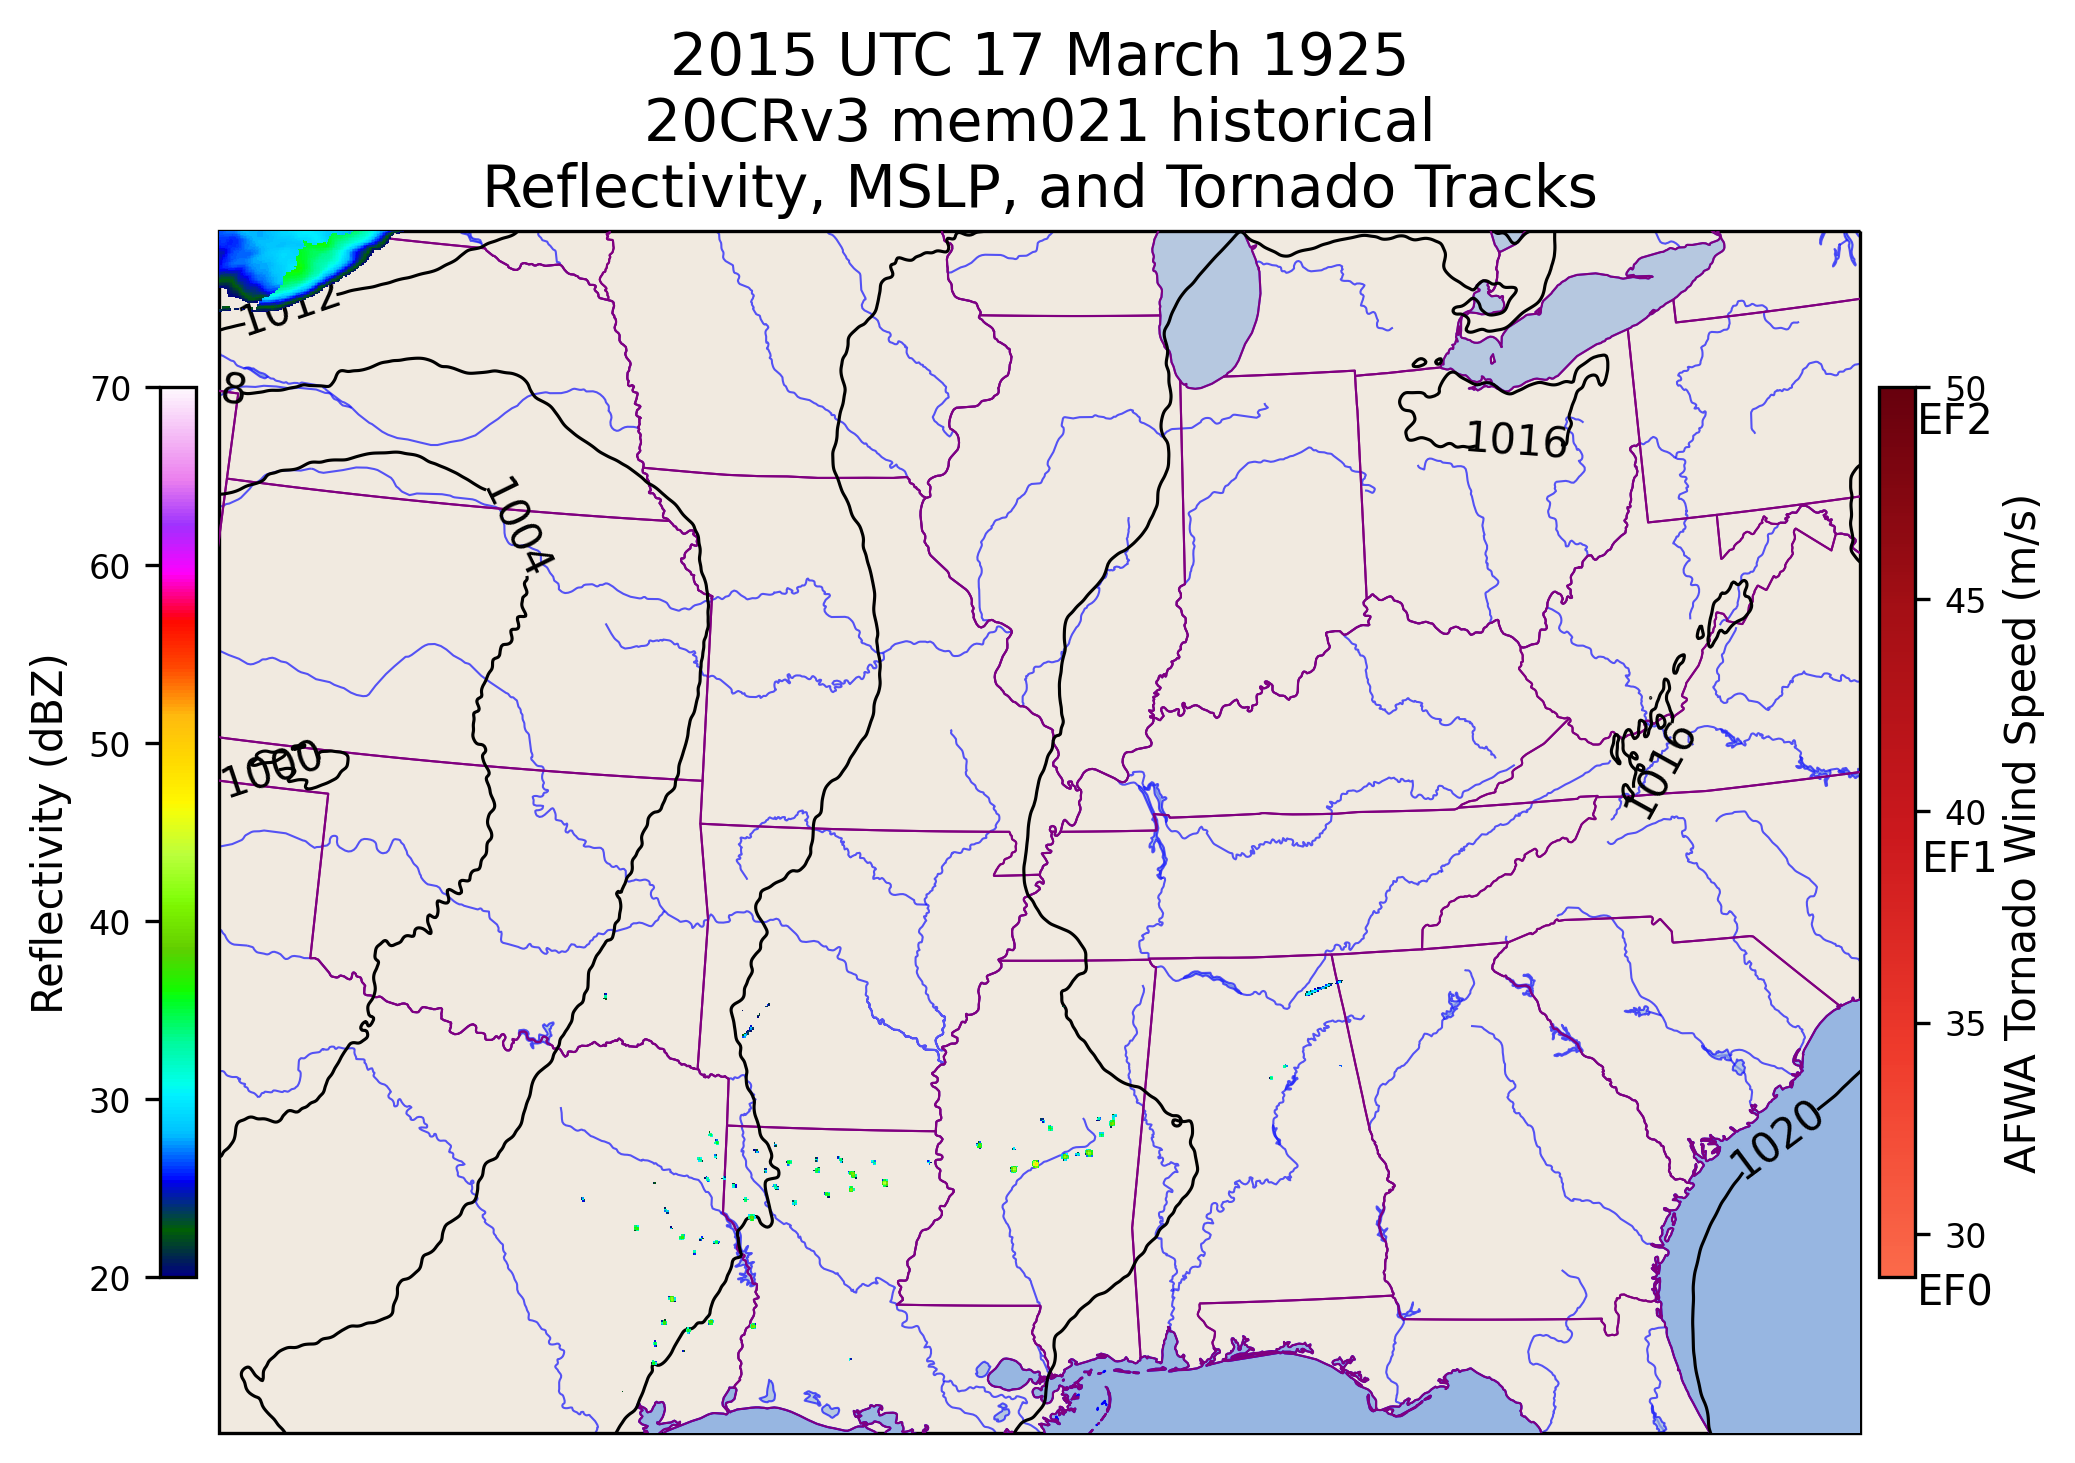 2015 UTC 17 March 1925
20CRv3 mem021 historical
Reflectivity, MSLP, and Tornado Tracks
Reflectivity (dBZ)
70
60
50
40
30
20
1012
8
1004
1000
1016
1016
1020
50
EF2
45
40
EF1
35
30
EF0
AFWA Tornado Wind Speed (m/s)